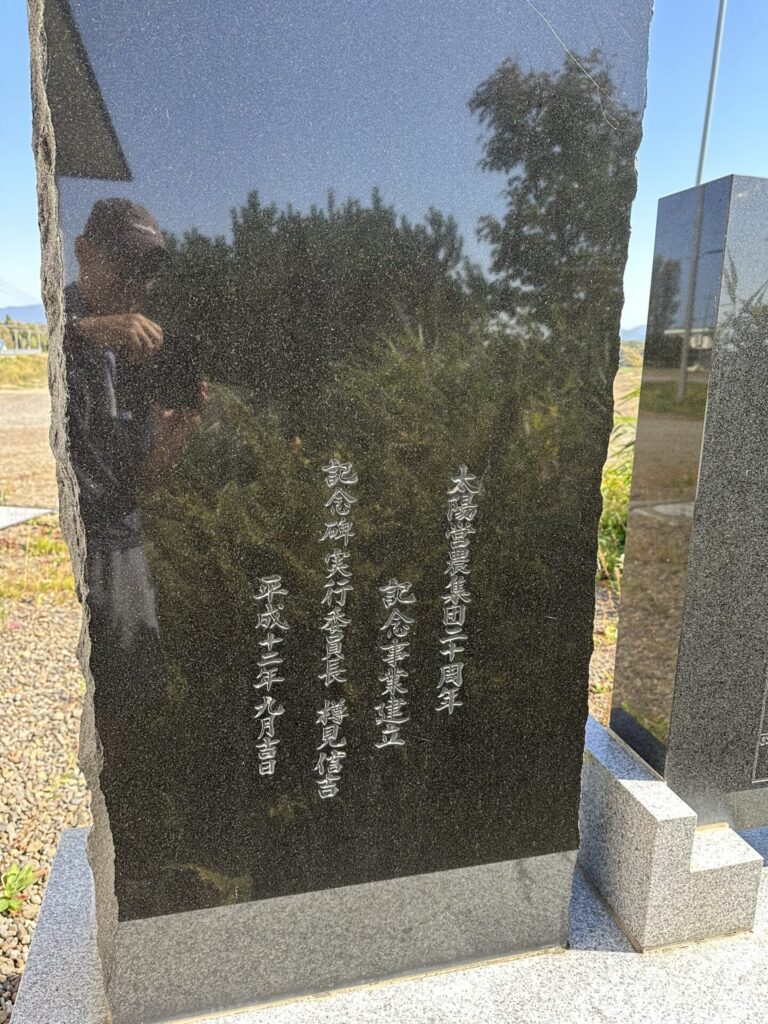 太陽営農集団二十周年
記念事業建立
記念碑実行委員長 樽見信吉
平成十二年九月吉日